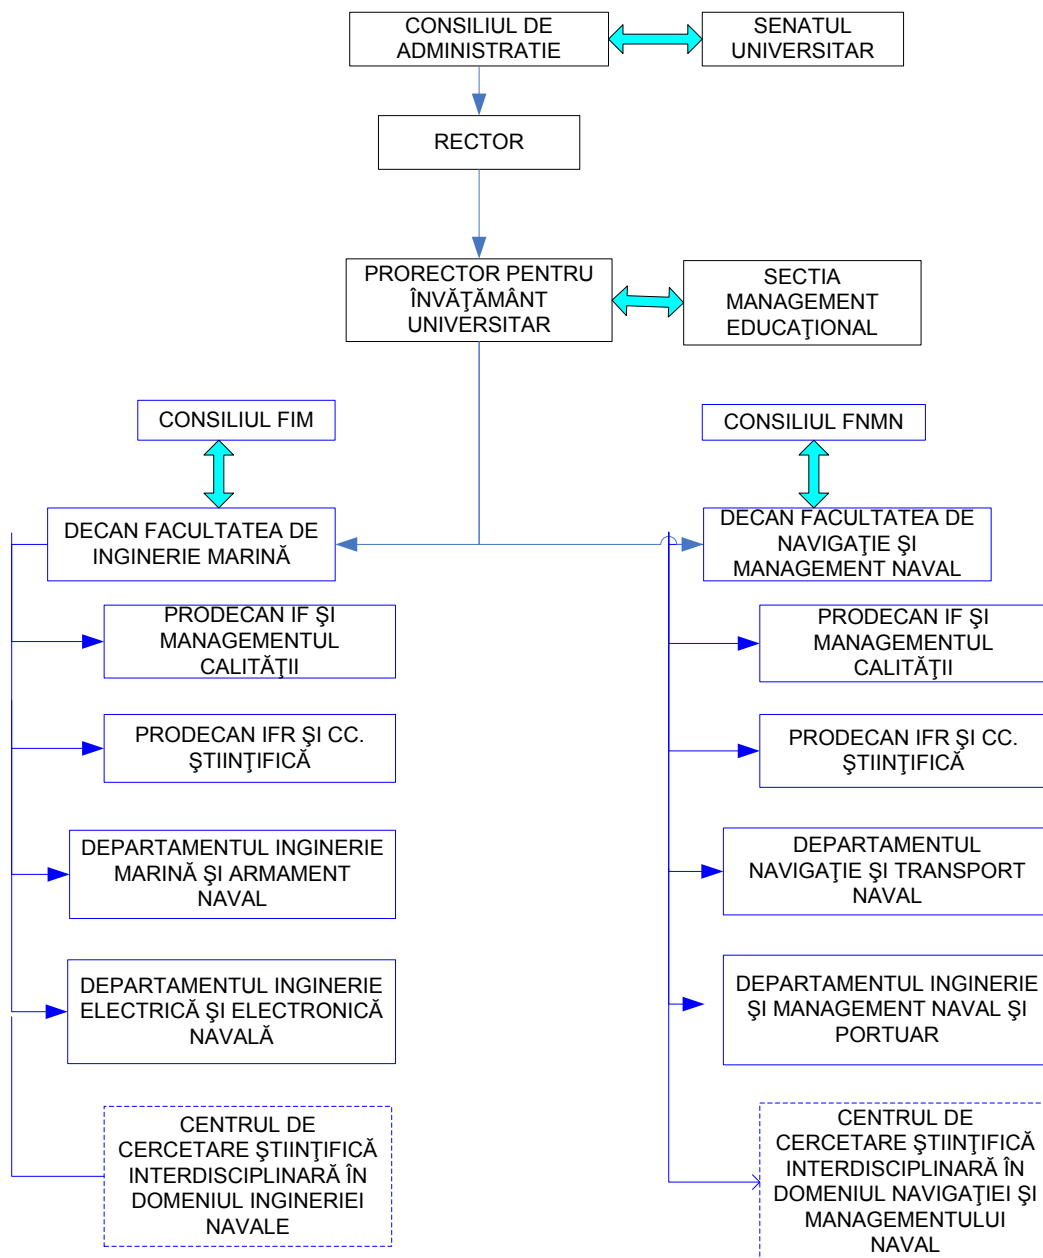 CONSILIUL DE
ADMINISTRATIE
SENATUL
UNIVERSITAR
RECTOR
PRORECTOR PENTRU
ÎNVĂŢĂMÂNT
UNIVERSITAR
SECTIA
MANAGEMENT
EDUCAŢIONAL
CONSILIUL FIM
CONSILIUL FNMN
DECAN FACULTATEA DE
INGINERIE MARINĂ
DECAN FACULTATEA DE
NAVIGAŢIE ŞI
MANAGEMENT NAVAL
PRODECAN IF ŞI
MANAGEMENTUL
CALITĂŢII
PRODECAN IF ŞI
MANAGEMENTUL
CALITĂŢII
PRODECAN IFR ŞI CC.
ŞTIINŢIFICĂ
PRODECAN IFR ŞI CC.
ŞTIINŢIFICĂ
DEPARTAMENTUL INGINERIE
MARINĂ ŞI ARMAMENT
NAVAL
DEPARTAMENTUL
NAVIGAŢIE ŞI TRANSPORT
NAVAL
DEPARTAMENTUL INGINERIE
ELECTRICĂ ŞI ELECTRONICĂ
NAVALĂ
DEPARTAMENTUL INGINERIE
ŞI MANAGEMENT NAVAL ŞI
PORTUAR
CENTRUL DE
CERCETARE ŞTIINŢIFICĂ
INTERDISCIPLINARĂ ÎN
DOMENIUL INGINERIEI
NAVALE
CENTRUL DE
CERCETARE ŞTIINŢIFICĂ
INTERDISCIPLINARĂ ÎN
DOMENIUL NAVIGAŢIEI ŞI
MANAGEMENTULUI
NAVAL